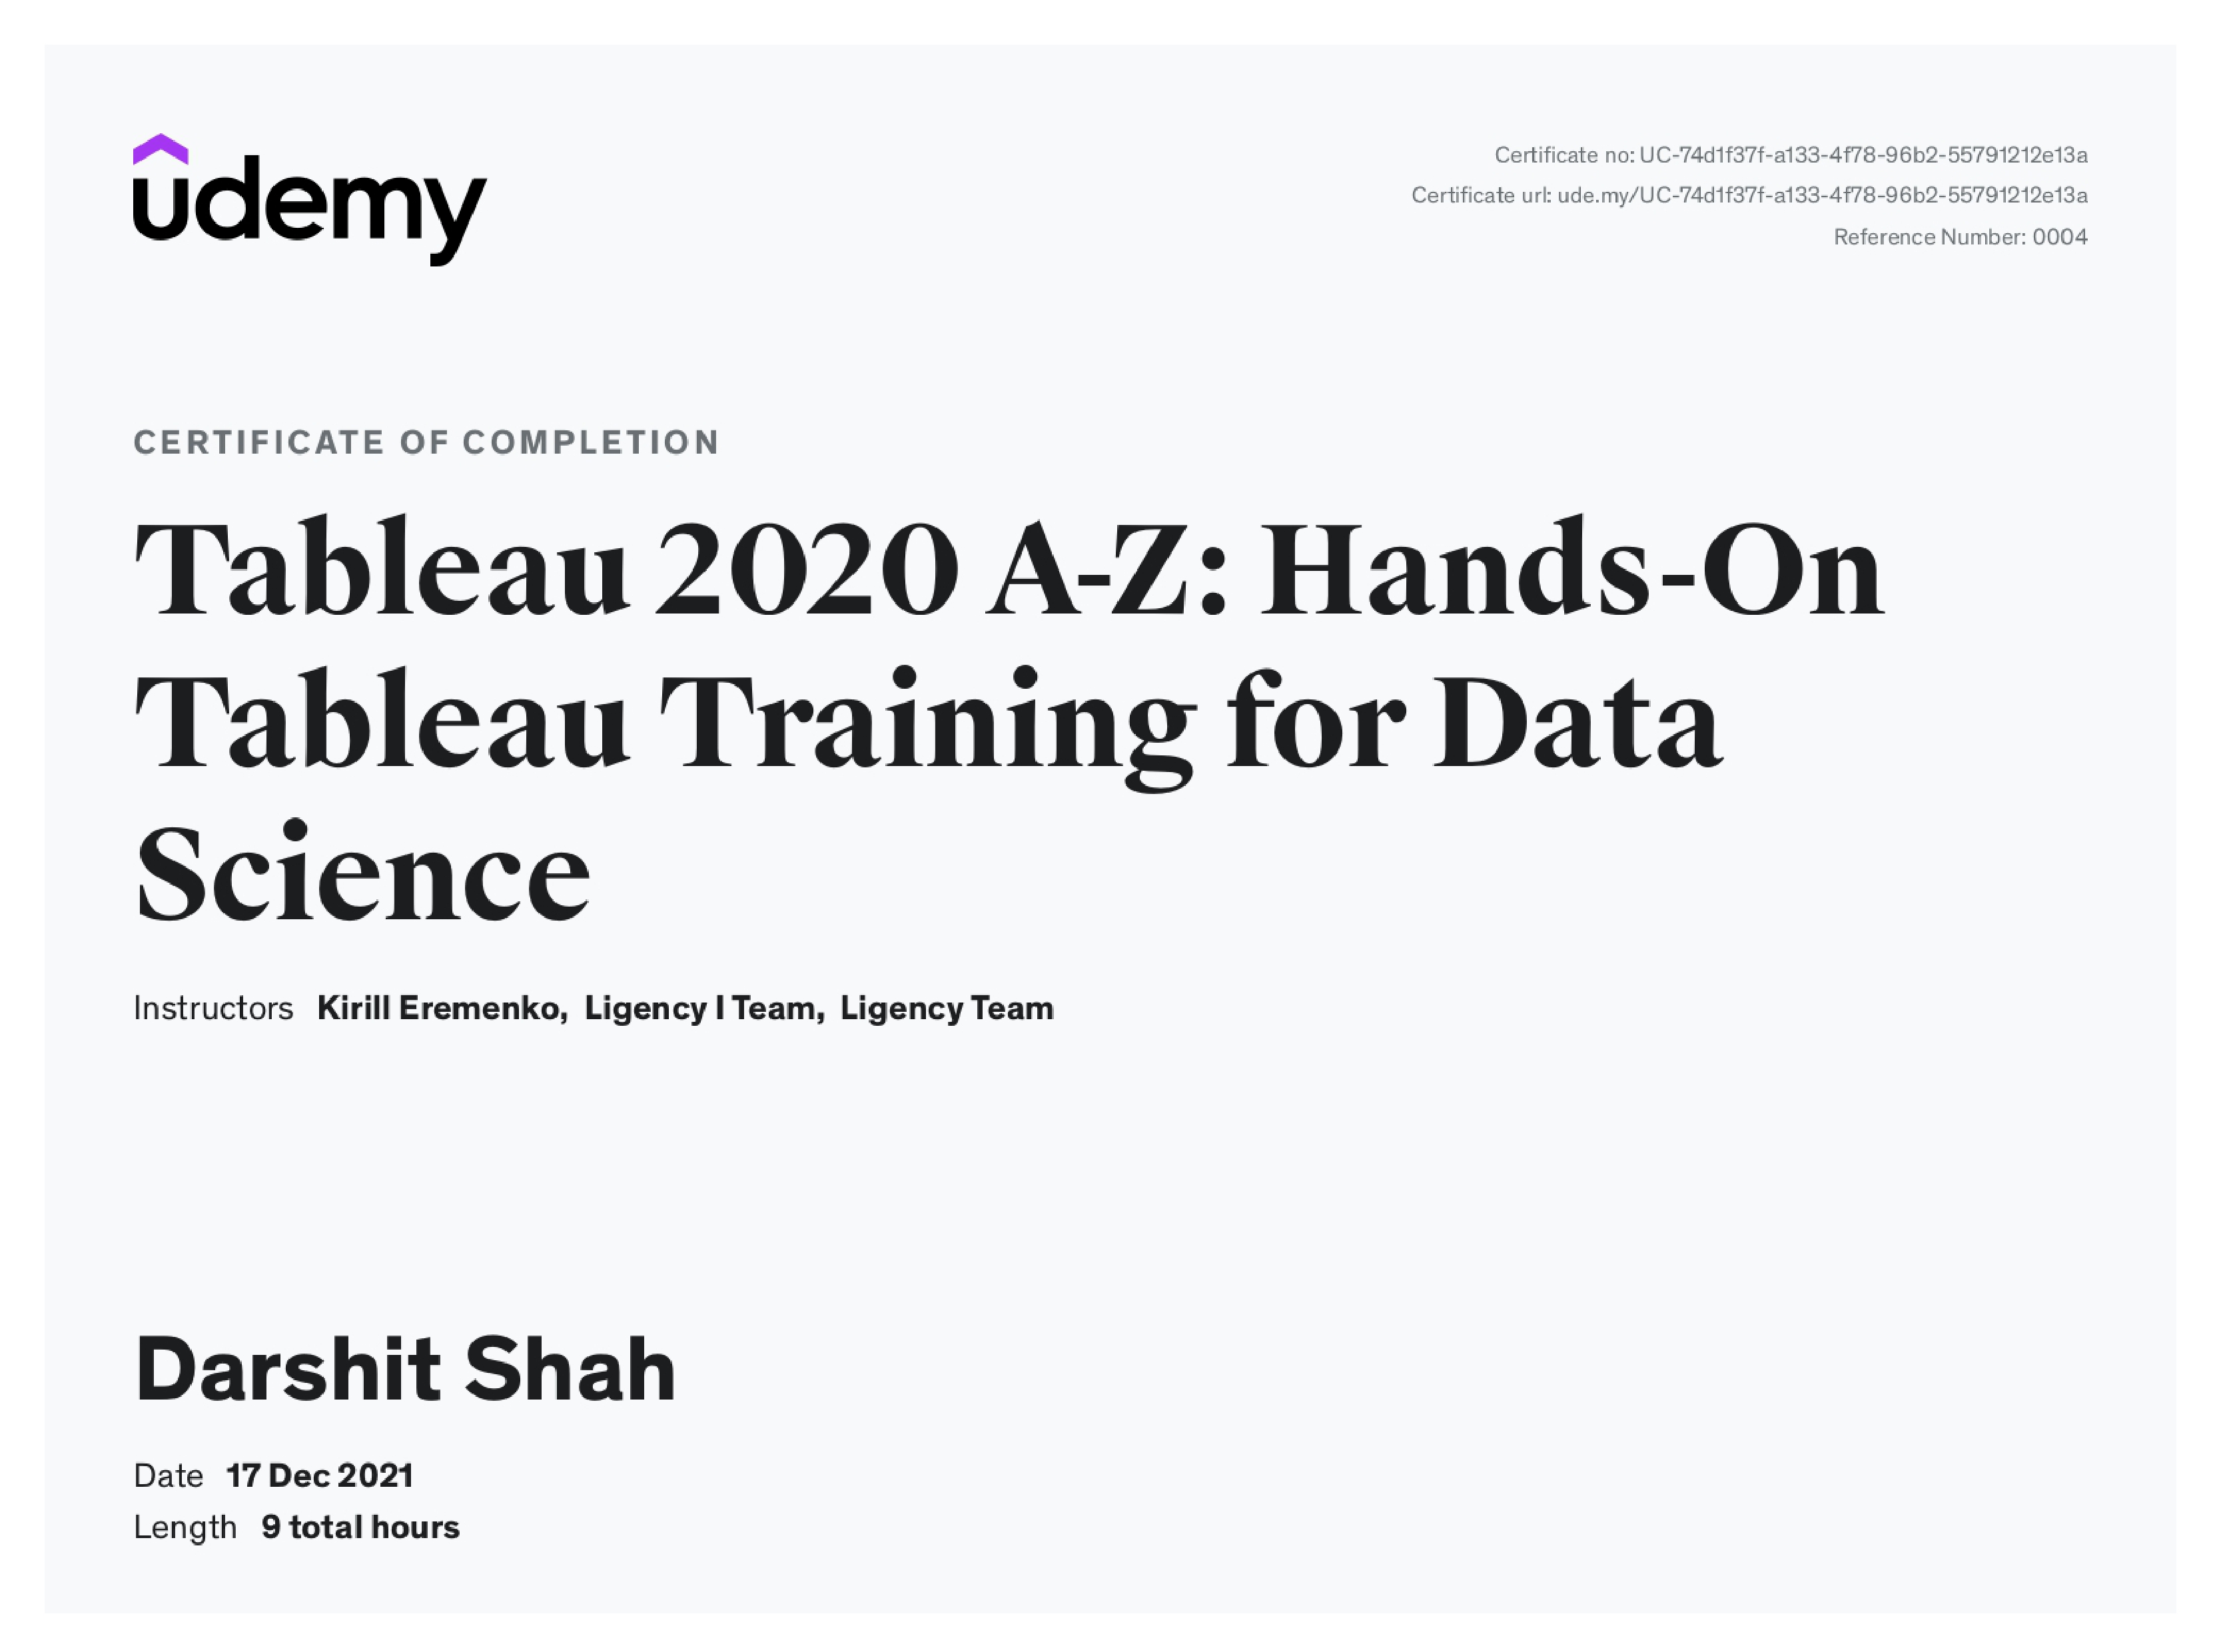 udemy
Certificate no: UC-74d1f37f-a133-4f78-96b2-55791212e13a
Certificate url: ude.my/UC-74d1f37f-a133-4f78-96b2-55791212e13a
Reference Number: 0004
CERTIFICATE OF COMPLETION
Tableau 2020 A-Z: Hands-On
Tableau Training for Data
Science
Instructors Kirill Eremenko, Ligency I Team, Ligency Team
Darshit Shah
Date 17 Dec 2021
Length 9 total hours